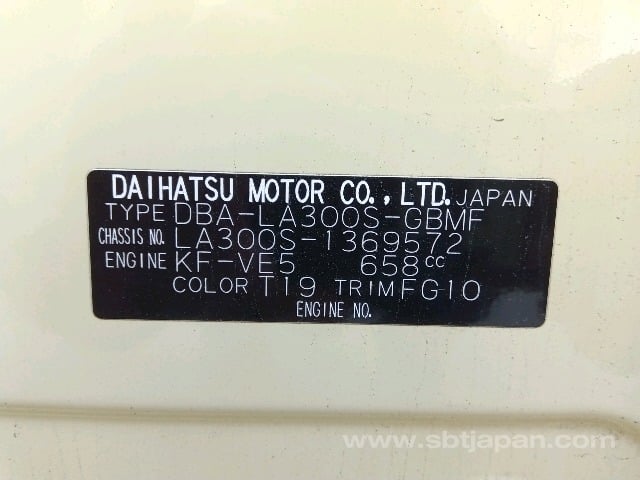 DAIHATSU MOTOR CO., LTD. JAPAN
TYPE DBA-LA300S-GBMF
CHASSIS NO. LA300S-1369572
ENGINE KF-VE5 658cc
COLOR T19 TRIM FG10
ENGINE NO.
www.sbtjapan.com